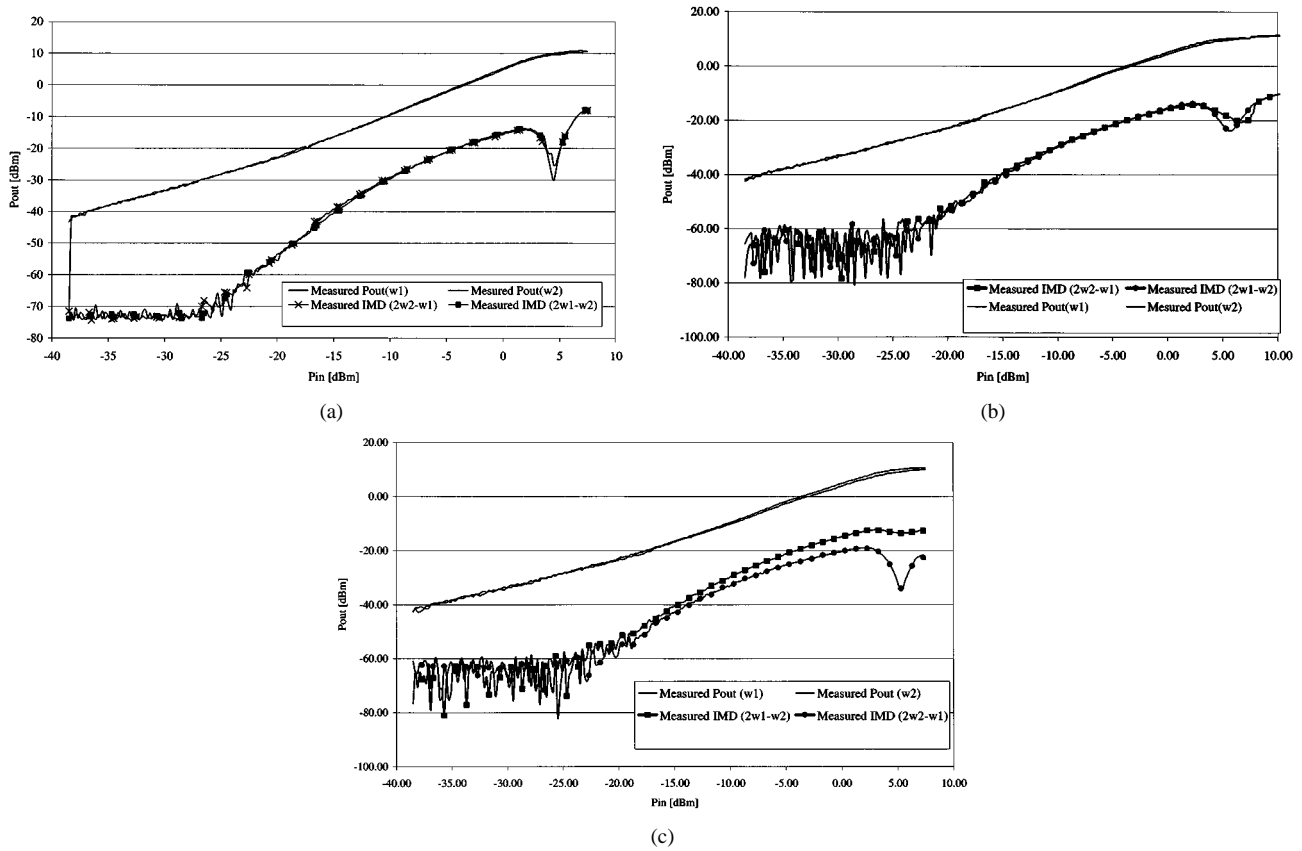 20
10
0
-10
-20
-30
-40
-50
-60
-70
-80
Pout [dBm]
Mesured Pout(w1) Mesured Pout (w2)
Measured IMD (2w2-w1) Measured IMD (2w1-w2)
-40 -35 -30 -25 -20 -15 -10 -5 0 5 10
Pin [dBm]
(a)
20.00
0.00
-20.00
-40.00
-60.00
-80.00
-100.00
Pout [dBm]
Measured IMD (2w2-w1) Measured IMD (2w1-w2)
Mesured Pout(w1) Mesured Pout(w2)
-40.00 -35.00 -30.00 -25.00 -20.00 -15.00 -10.00 -5.00 0.00 5.00 10.00
Pin [dBm]
(b)
20.00
0.00
-20.00
-40.00
-60.00
-80.00
-100.00
Pout [dBm]
Measured Pout (w1) Measured Pout (w2)
Measured IMD (2w1-w2) Measured IMD (2w2-w1)
-40.00 -35.00 -30.00 -25.00 -20.00 -15.00 -10.00 -5.00 0.00 5.00 10.00
Pin [dBm]
(c)